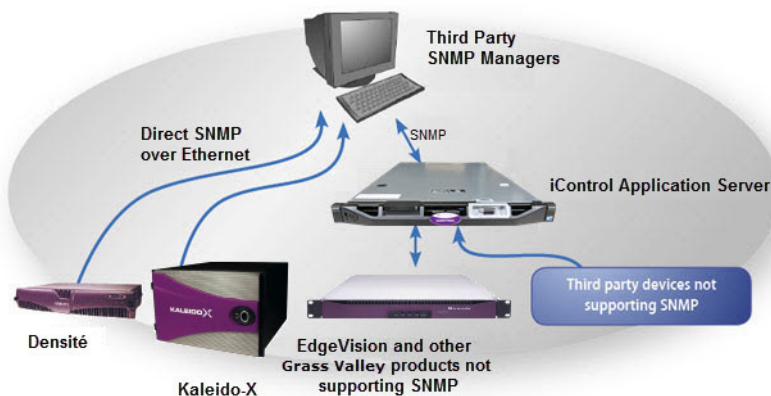 Third Party
SNMP Managers
Direct SNMP
over Ethernet
SNMP
iControl Application Server
Third party devices not
supporting SNMP
KALEIDOX
Densité
EdgeVision and other
Grass Valley products not
supporting SNMP
Kaleido-X